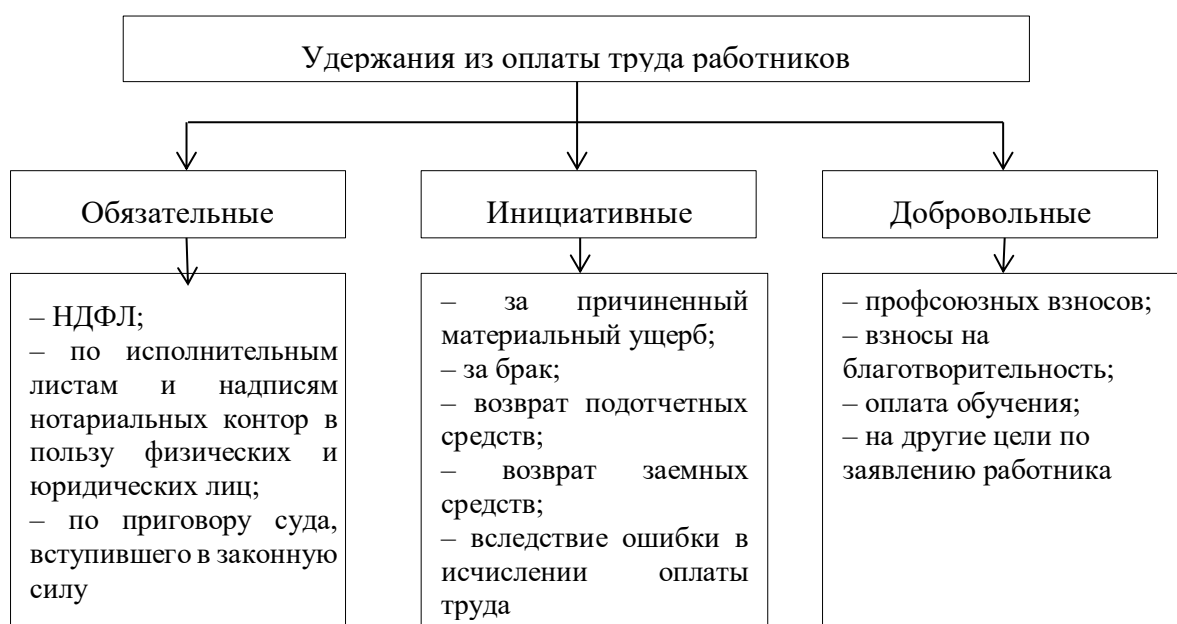 Удержания из оплаты труда работников
Обязательные
Инициативные
Добровольные
– НДФЛ;
– по исполнительным
листам и надписям
нотариальных контор в
пользу физических и
юридических лиц;
– по приговору суда,
вступившего в законную
силу
– за причиненный
материальный ущерб;
– за брак;
– возврат подотчетных
средств;
– возврат заемных
средств;
– вследствие ошибки в
исчислении оплаты
труда
– профсоюзных взносов;
– взносы на
благотворительность;
– оплата обучения;
– на другие цели по
заявлению работника